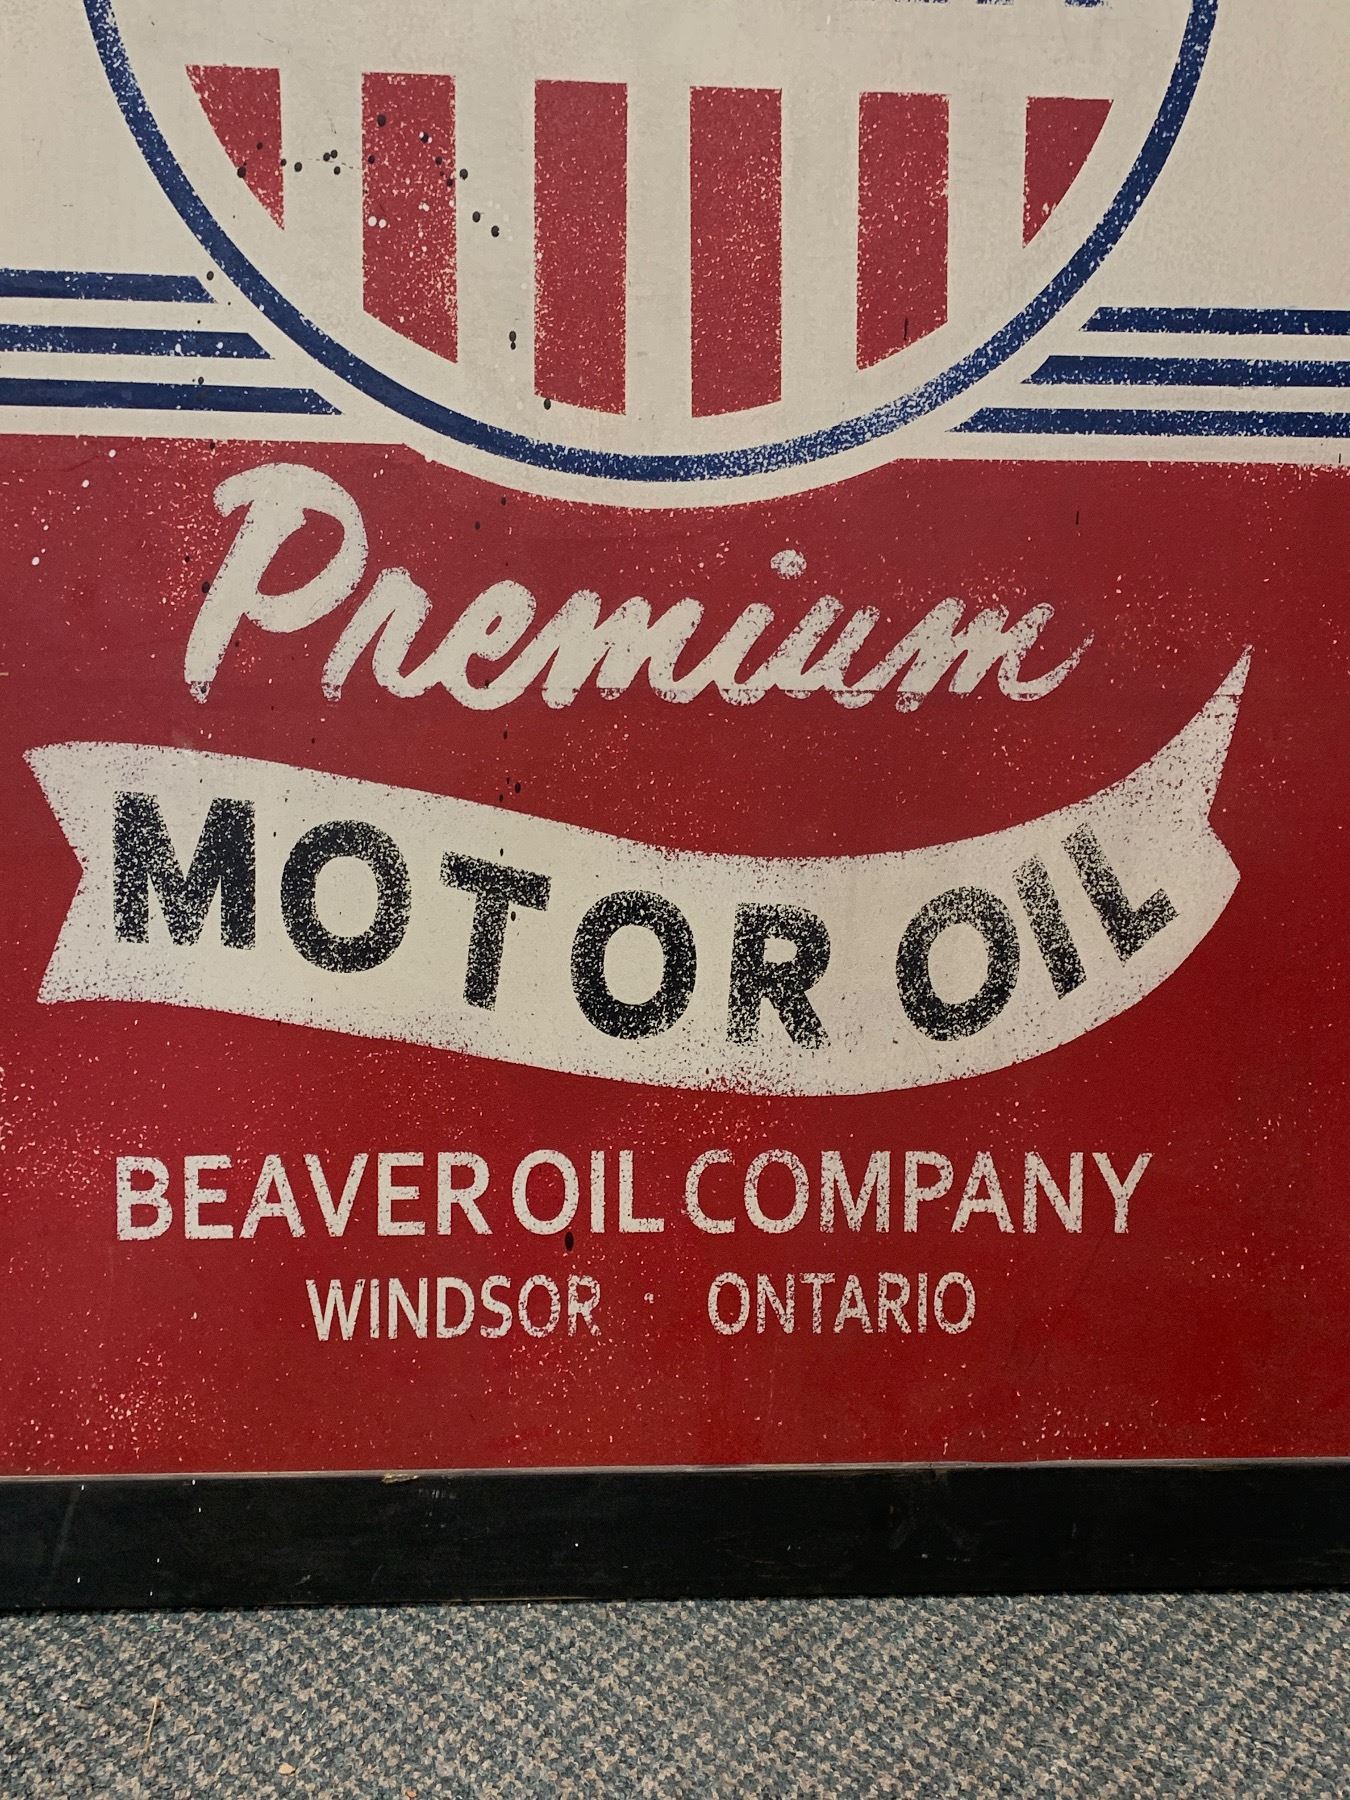 Premium
MOTOR OIL
BEAVER OIL COMPANY
WINDSOR ONTARIO